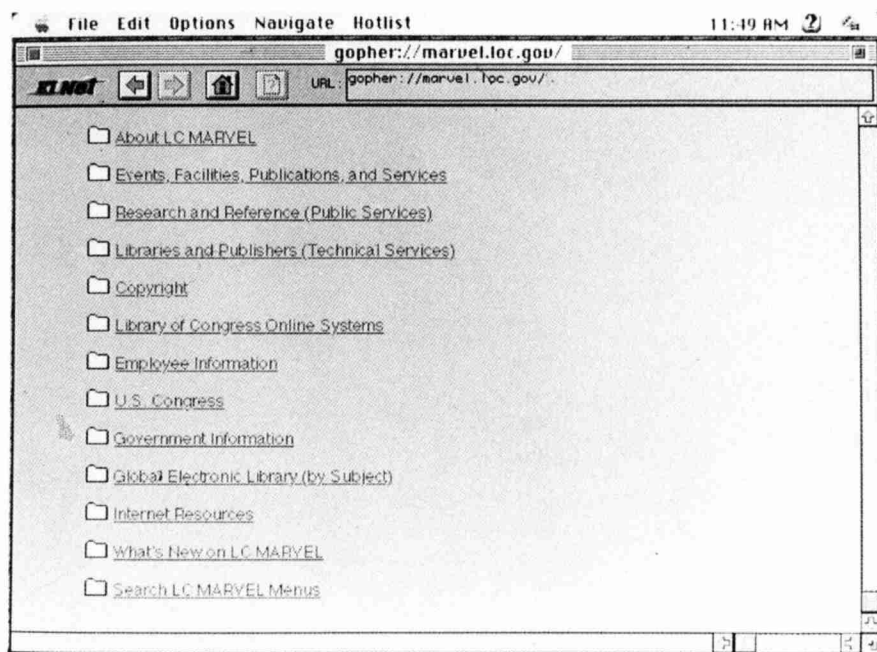 File Edit Options Navigate Hotlist 11:49 AM
gopher://marvel.loc.gov/
URL: gopher://marvel.loc.gov/
About LC MARVEL
Events, Facilities, Publications, and Services
Research and Reference (Public Services)
Libraries and Publishers (Technical Services)
Copyright
Library of Congress Online Systems
Employee Information
U.S. Congress
Government Information
Global Electronic Library (by Subject)
Internet Resources
What's New on LC MARVEL
Search LC MARVEL Menus